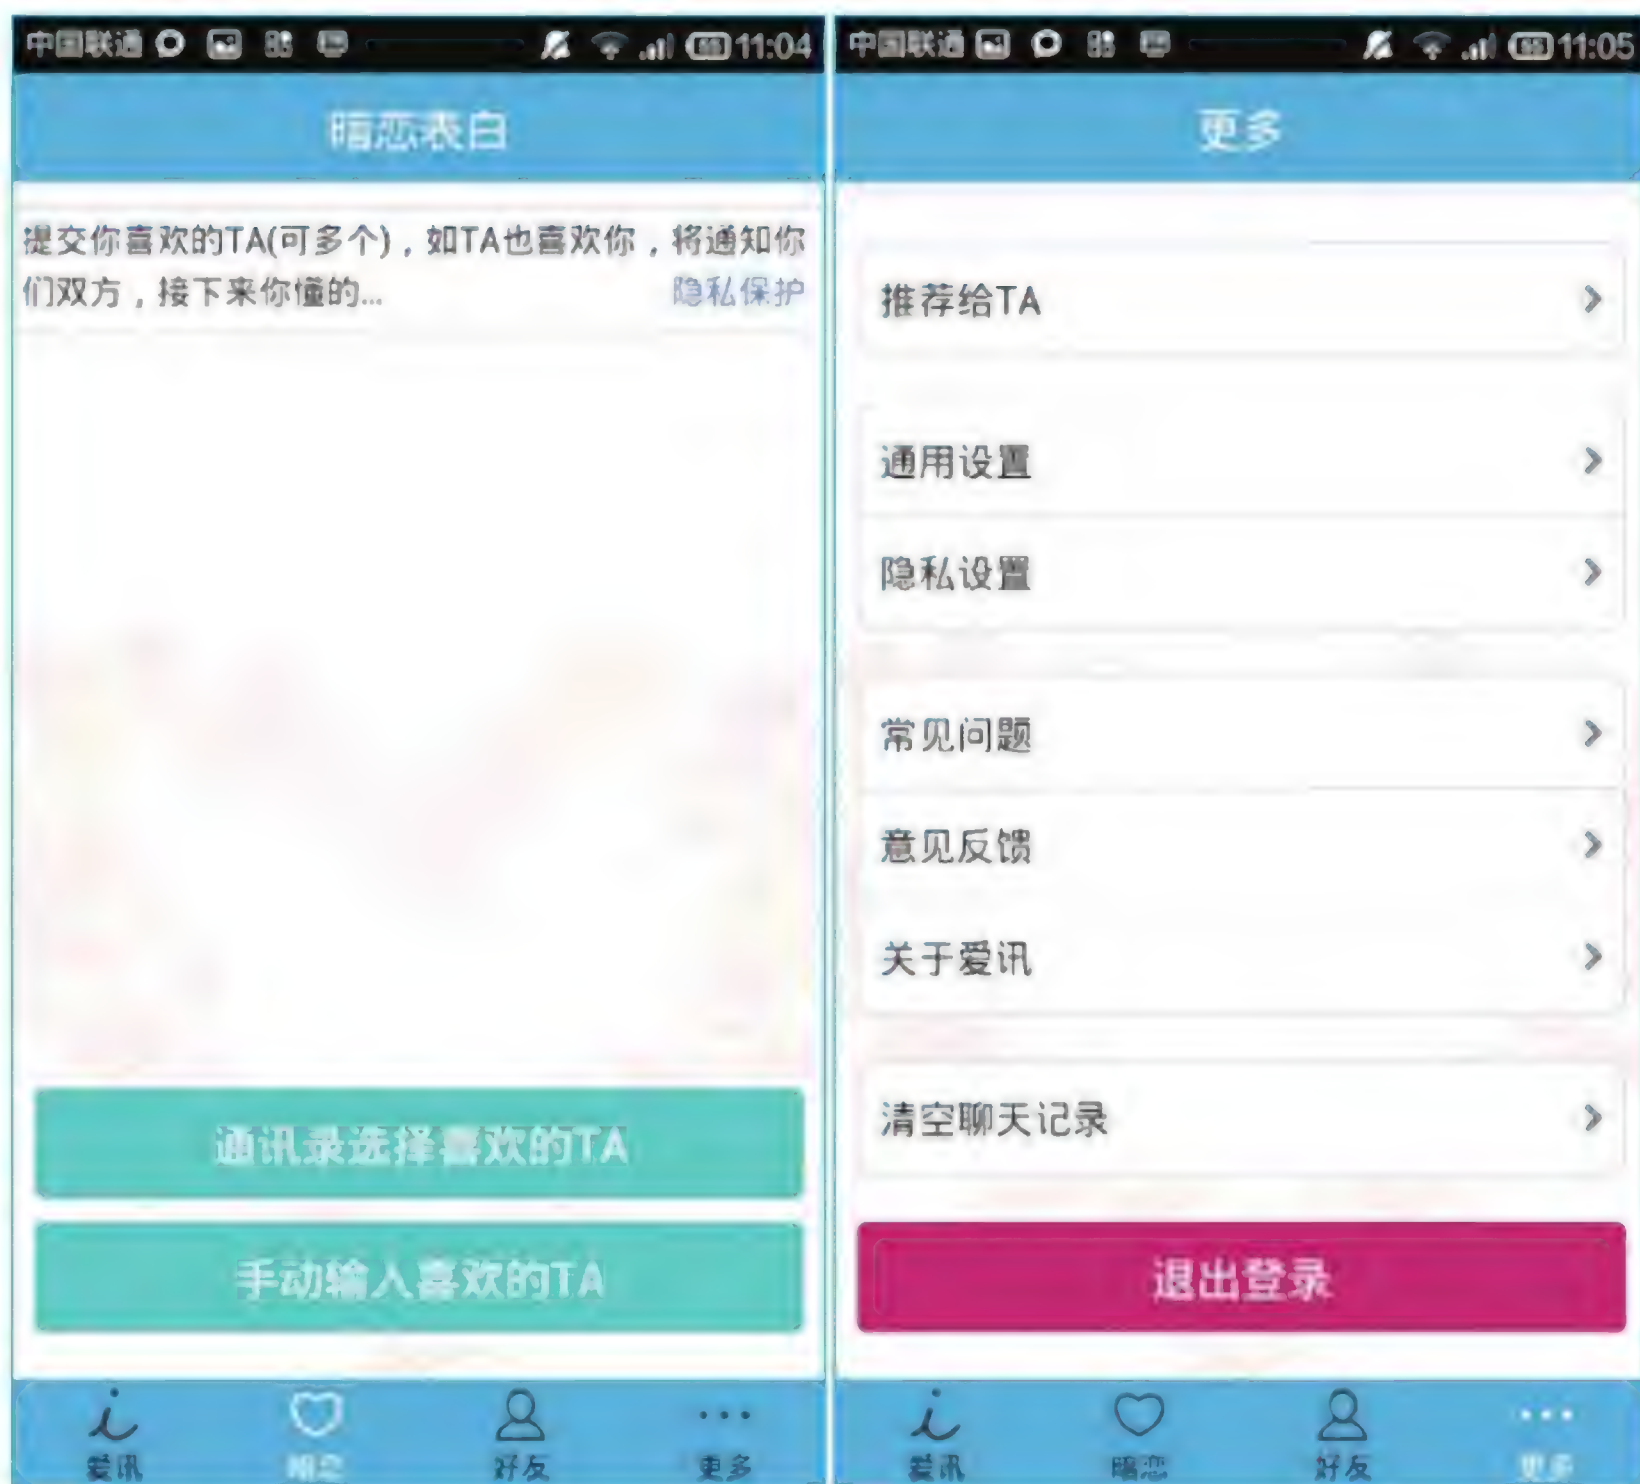 中国联通 11:04
暗恋表白
提交你喜欢的TA(可多个)，如TA也喜欢你，将通知你
们双方，接下来你懂的... 隐私保护
通讯录选择喜欢的TA
手动输入喜欢的TA
爱讯 暗恋 好友 更多
中国联通 11:05
更多
推荐给TA
通用设置
隐私设置
常见问题
意见反馈
关于爱讯
清空聊天记录
退出登录
爱讯 暗恋 好友 更多